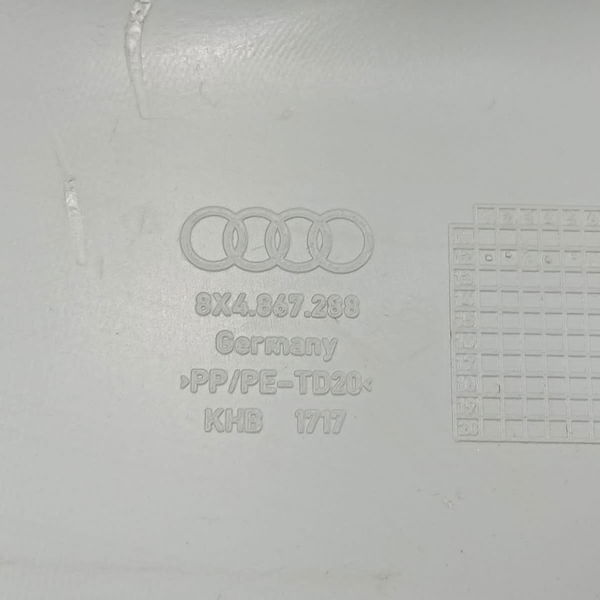 8X4.867.288
Germany
>PP/PE-TD20<
KHB 1717